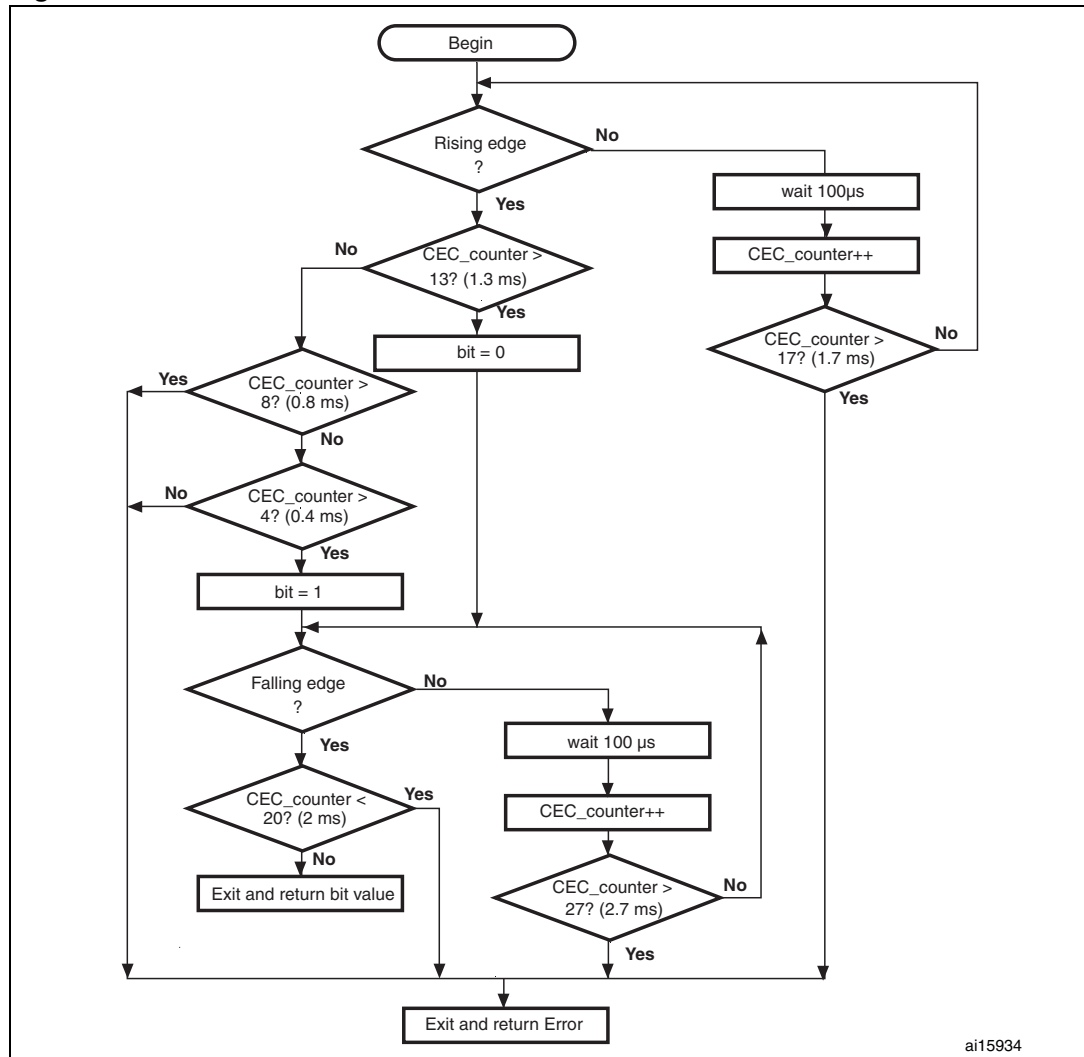 Begin
Rising edge
?
No
Yes
wait 100µs
CEC_counter++
CEC_counter >
17? (1.7 ms)
No
Yes
CEC_counter >
13? (1.3 ms)
No
Yes
bit = 0
CEC_counter >
8? (0.8 ms)
Yes
No
CEC_counter >
4? (0.4 ms)
No
Yes
bit = 1
Falling edge
?
No
Yes
wait 100 µs
CEC_counter++
CEC_counter >
27? (2.7 ms)
No
Yes
CEC_counter <
20? (2 ms)
Yes
No
Exit and return bit value
Exit and return Error
ai15934